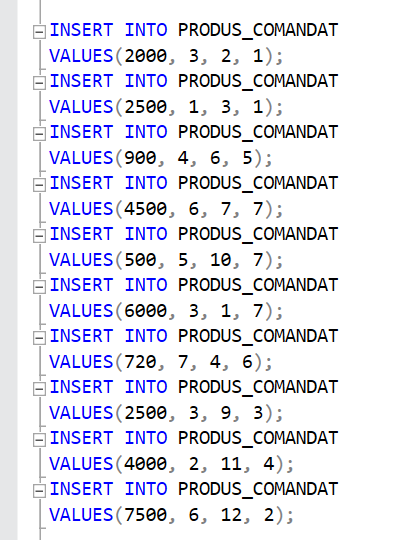 INSERT INTO PRODUS_COMANDAT
VALUES(2000, 3, 2, 1);
INSERT INTO PRODUS_COMANDAT
VALUES(2500, 1, 3, 1);
INSERT INTO PRODUS_COMANDAT
VALUES(900, 4, 6, 5);
INSERT INTO PRODUS_COMANDAT
VALUES(4500, 6, 7, 7);
INSERT INTO PRODUS_COMANDAT
VALUES(500, 5, 10, 7);
INSERT INTO PRODUS_COMANDAT
VALUES(6000, 3, 1, 7);
INSERT INTO PRODUS_COMANDAT
VALUES(720, 7, 4, 6);
INSERT INTO PRODUS_COMANDAT
VALUES(2500, 3, 9, 3);
INSERT INTO PRODUS_COMANDAT
VALUES(4000, 2, 11, 4);
INSERT INTO PRODUS_COMANDAT
VALUES(7500, 6, 12, 2);